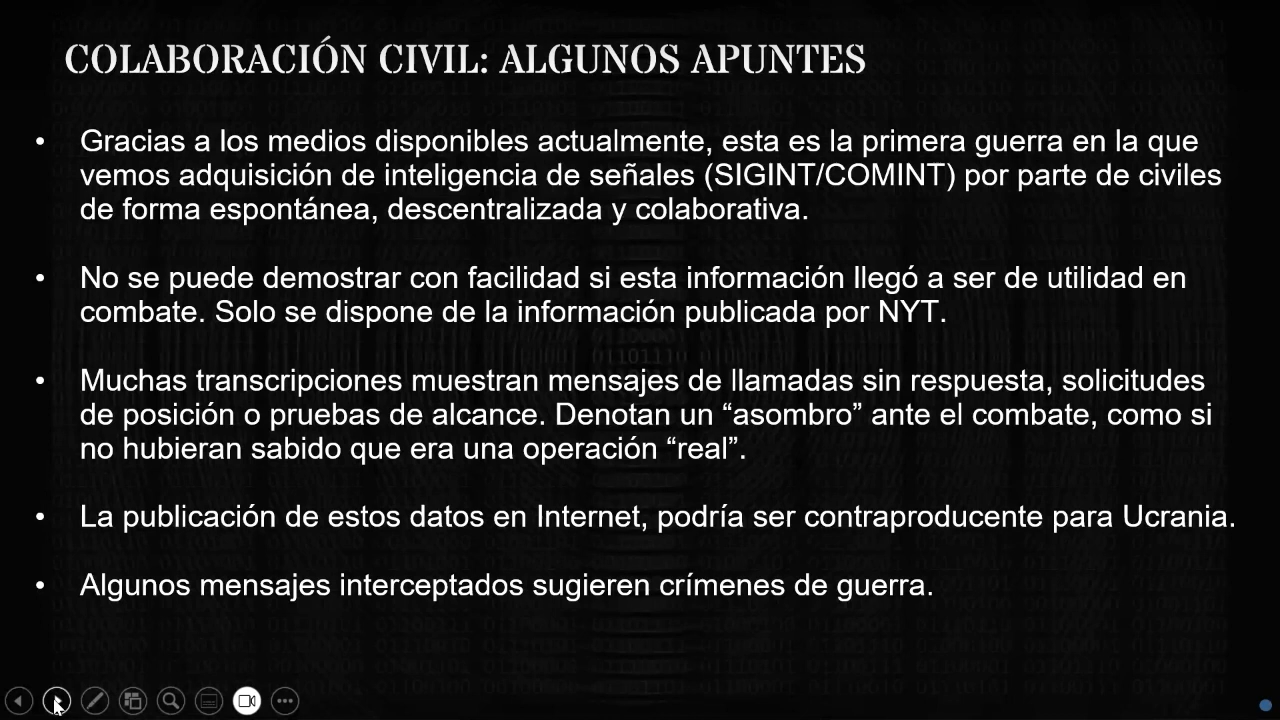 COLABORACIÓN CIVIL: ALGUNOS APUNTES
• Gracias a los medios disponibles actualmente, esta es la primera guerra en la que
vemos adquisición de inteligencia de señales (SIGINT/COMINT) por parte de civiles
de forma espontánea, descentralizada y colaborativa.
• No se puede demostrar con facilidad si esta información llegó a ser de utilidad en
combate. Solo se dispone de la información publicada por NYT.
• Muchas transcripciones muestran mensajes de llamadas sin respuesta, solicitudes
de posición o pruebas de alcance. Denotan un “asombro” ante el combate, como si
no hubieran sabido que era una operación “real”.
• La publicación de estos datos en Internet, podría ser contraproducente para Ucrania.
• Algunos mensajes interceptados sugieren crímenes de guerra.